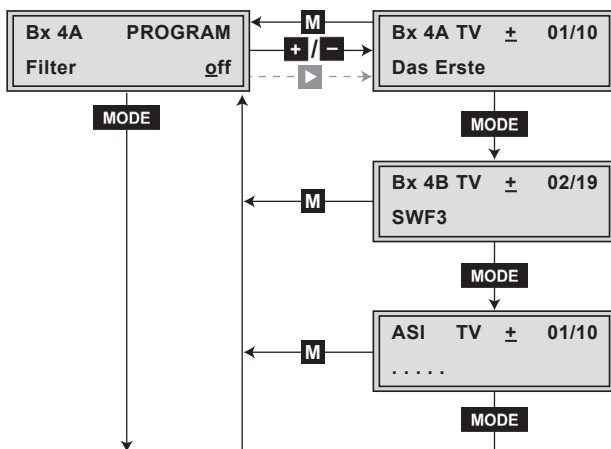 M
Bx 4A PROGRAM
Filter off
+ / −
Bx 4A TV ± 01/10
Das Erste
MODE
MODE
Bx 4B TV ± 02/19
SWF3
M
MODE
ASI TV ± 01/10
. . . . .
M
MODE